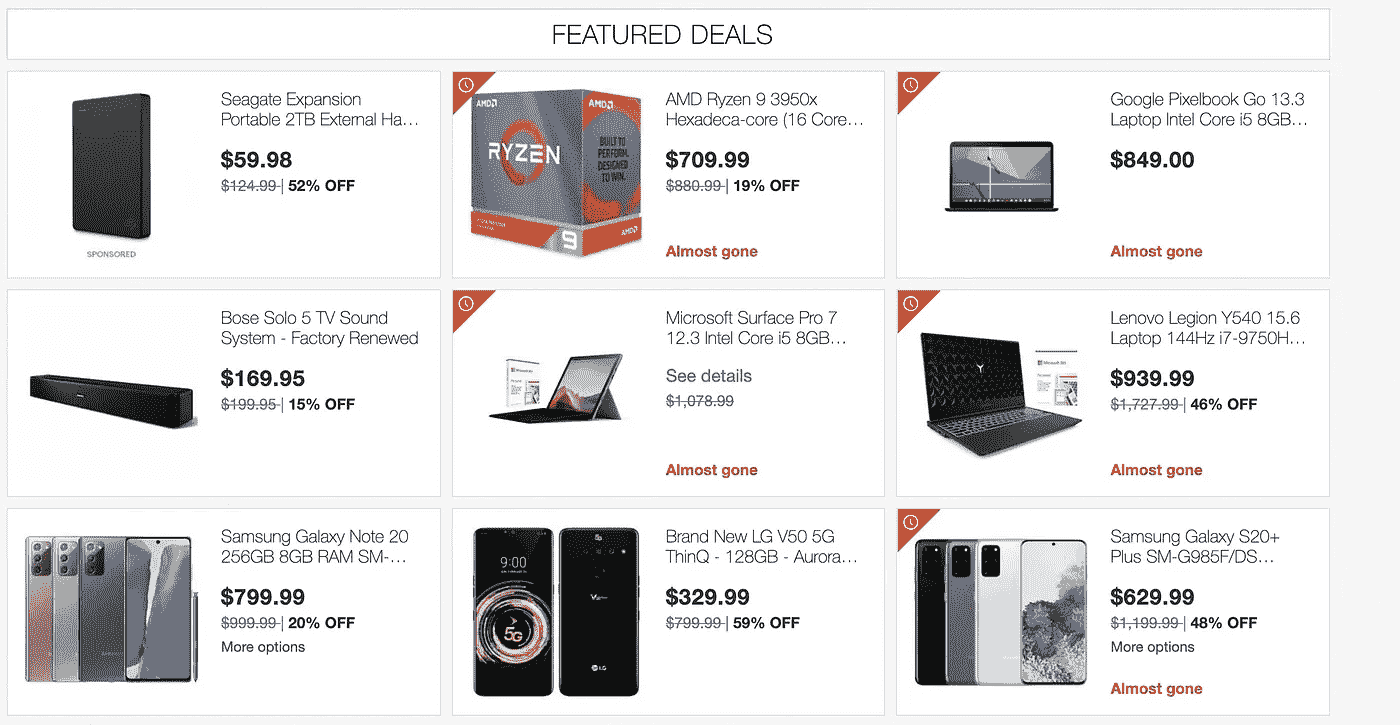 FEATURED DEALS
Seagate Expansion
Portable 2TB External Ha…
$59.98
$124.99 | 52% OFF
SPONSORED
AMD
AMD
RYZEN
BUILT TO
PERFORM.
DESIGNED
TO WIN.
9
AMD
AMD Ryzen 9 3950x
Hexadeca-core (16 Core…
$709.99
$880.99 | 19% OFF
Almost gone
Google Pixelbook Go 13.3
Laptop Intel Core i5 8GB…
$849.00
Almost gone
Bose Solo 5 TV Sound
System - Factory Renewed
$169.95
$199.95 | 15% OFF
Microsoft Surface Pro 7
12.3 Intel Core i5 8GB…
See details
$1,078.99
Almost gone
Lenovo Legion Y540 15.6
Laptop 144Hz i7-9750H…
$939.99
$1,727.99 | 46% OFF
Almost gone
Samsung Galaxy Note 20
256GB 8GB RAM SM-…
$799.99
$999.99 | 20% OFF
More options
9:00
5G
LG
Brand New LG V50 5G
ThinQ - 128GB - Aurora…
$329.99
$799.99 | 59% OFF
Samsung Galaxy S20+
Plus SM-G985F/DS…
$629.99
$1,199.99 | 48% OFF
More options
Almost gone